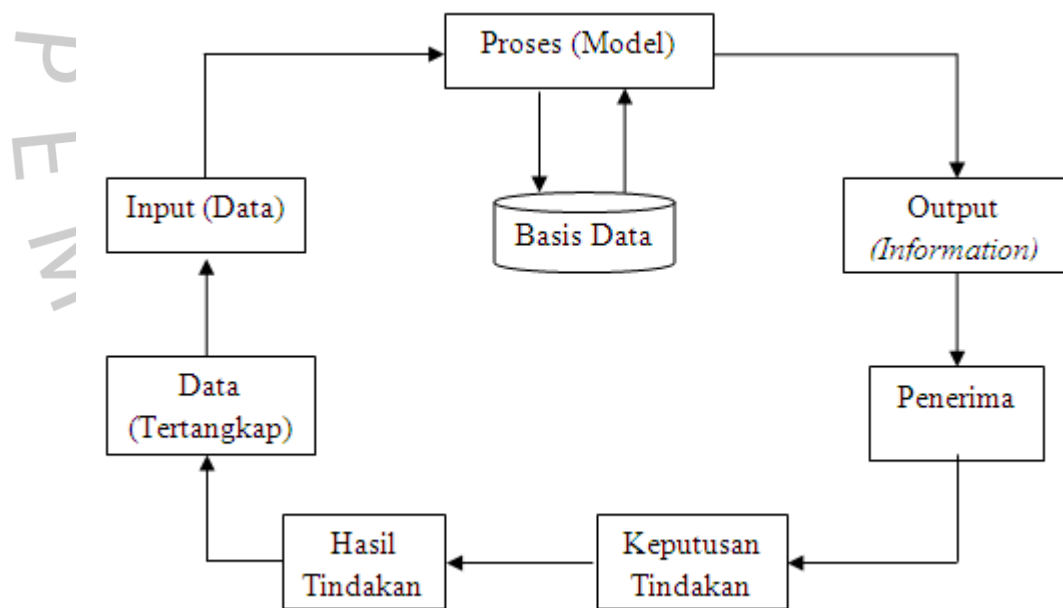 P E M
Proses (Model)
Input (Data)
Basis Data
Output
(Information)
Data
(Tertangkap)
Penerima
Hasil
Tindakan
Keputusan
Tindakan